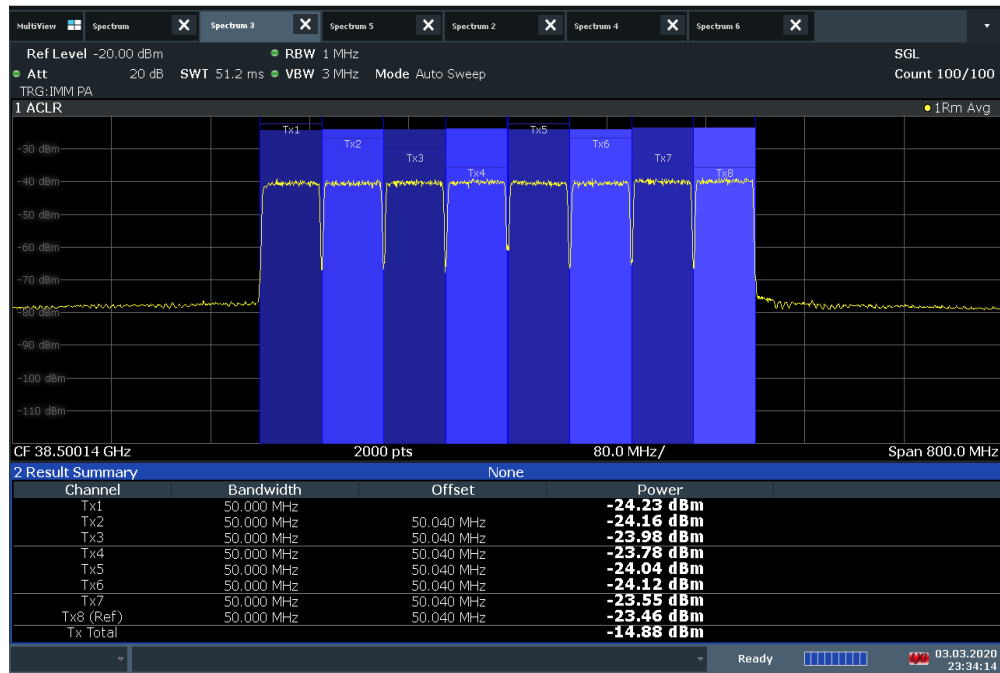 MultiView Spectrum X Spectrum 3 X Spectrum 5 X Spectrum 2 X Spectrum 4 X Spectrum 6 X
Ref Level -20.00 dBm RBW 1 MHz SGL
Att 20 dB SWT 51.2 ms VBW 3 MHz Mode Auto Sweep Count 100/100
TRG:IMM PA
1 ACLR 1Rm Avg
Tx1 Tx5
Tx2 Tx6
-30 dBm
Tx3 Tx7
Tx4 Tx8
-40 dBm
-50 dBm
-60 dBm
-70 dBm
-80 dBm
-90 dBm
-100 dBm
-110 dBm
CF 38.50014 GHz 2000 pts 80.0 MHz/ Span 800.0 MHz
2 Result Summary None
Channel Bandwidth Offset Power
Tx1 50.000 MHz -24.23 dBm
Tx2 50.000 MHz 50.040 MHz -24.16 dBm
Tx3 50.000 MHz 50.040 MHz -23.98 dBm
Tx4 50.000 MHz 50.040 MHz -23.78 dBm
Tx5 50.000 MHz 50.040 MHz -24.04 dBm
Tx6 50.000 MHz 50.040 MHz -24.12 dBm
Tx7 50.000 MHz 50.040 MHz -23.55 dBm
Tx8 (Ref) 50.000 MHz 50.040 MHz -23.46 dBm
Tx Total -14.88 dBm
Ready 03.03.2020
23:34:14